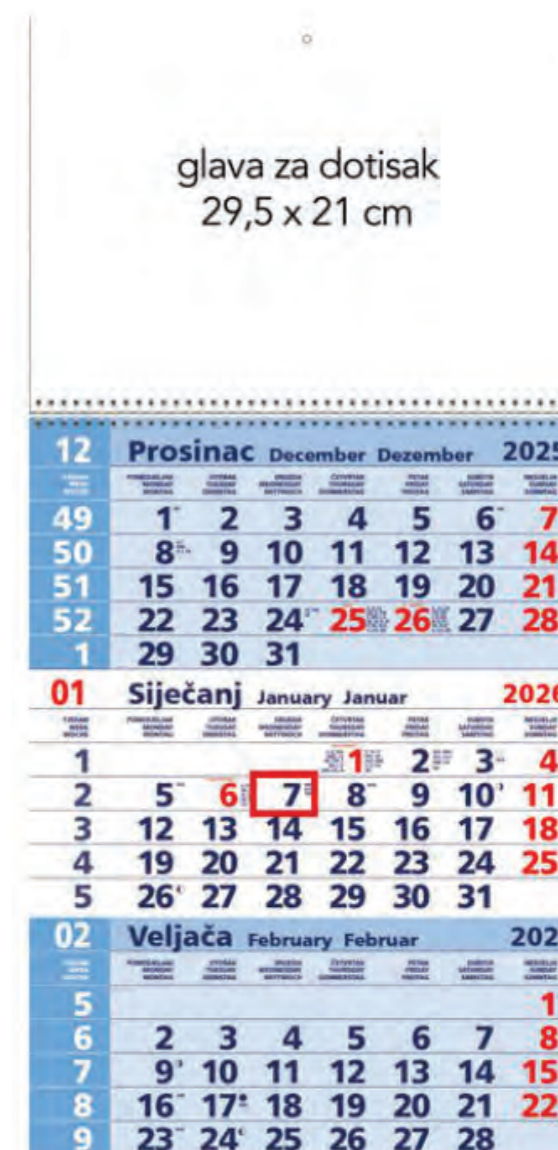 glava za dotisak
29,5 x 21 cm
12 Prosinac December Dezember 2025
49 1 2 3 4 5 6 7
50 8 9 10 11 12 13 14
51 15 16 17 18 19 20 21
52 22 23 24 25 26 27 28
1 29 30 31
01 Siječanj January Januar 2026
1 1 2 3 4
2 5 6 7 8 9 10 11
3 12 13 14 15 16 17 18
4 19 20 21 22 23 24 25
5 26 27 28 29 30 31
02 Veljača February Februar 202
5 1
6 2 3 4 5 6 7 8
7 9 10 11 12 13 14 15
8 16 17 18 19 20 21 22
9 23 24 25 26 27 28